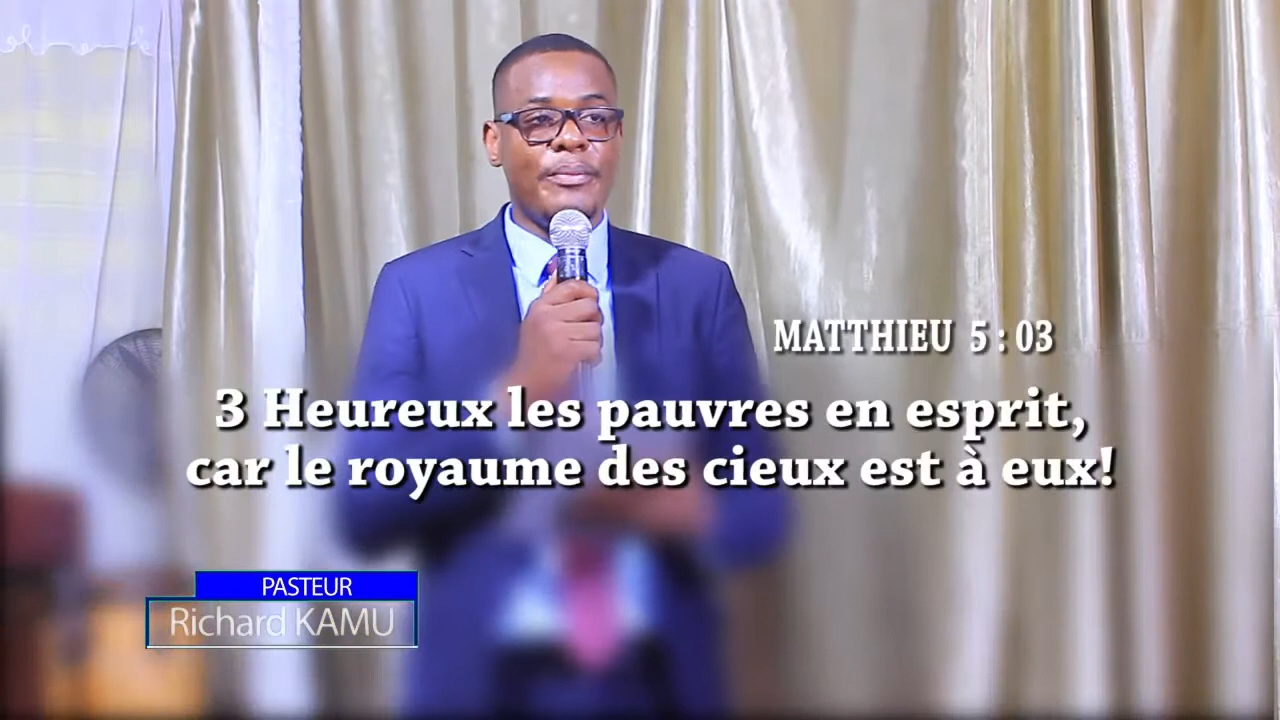 MATTHIEU 5 : 03
3 Heureux les pauvres en esprit,
car le royaume des cieux est à eux!
PASTEUR
Richard KAMU